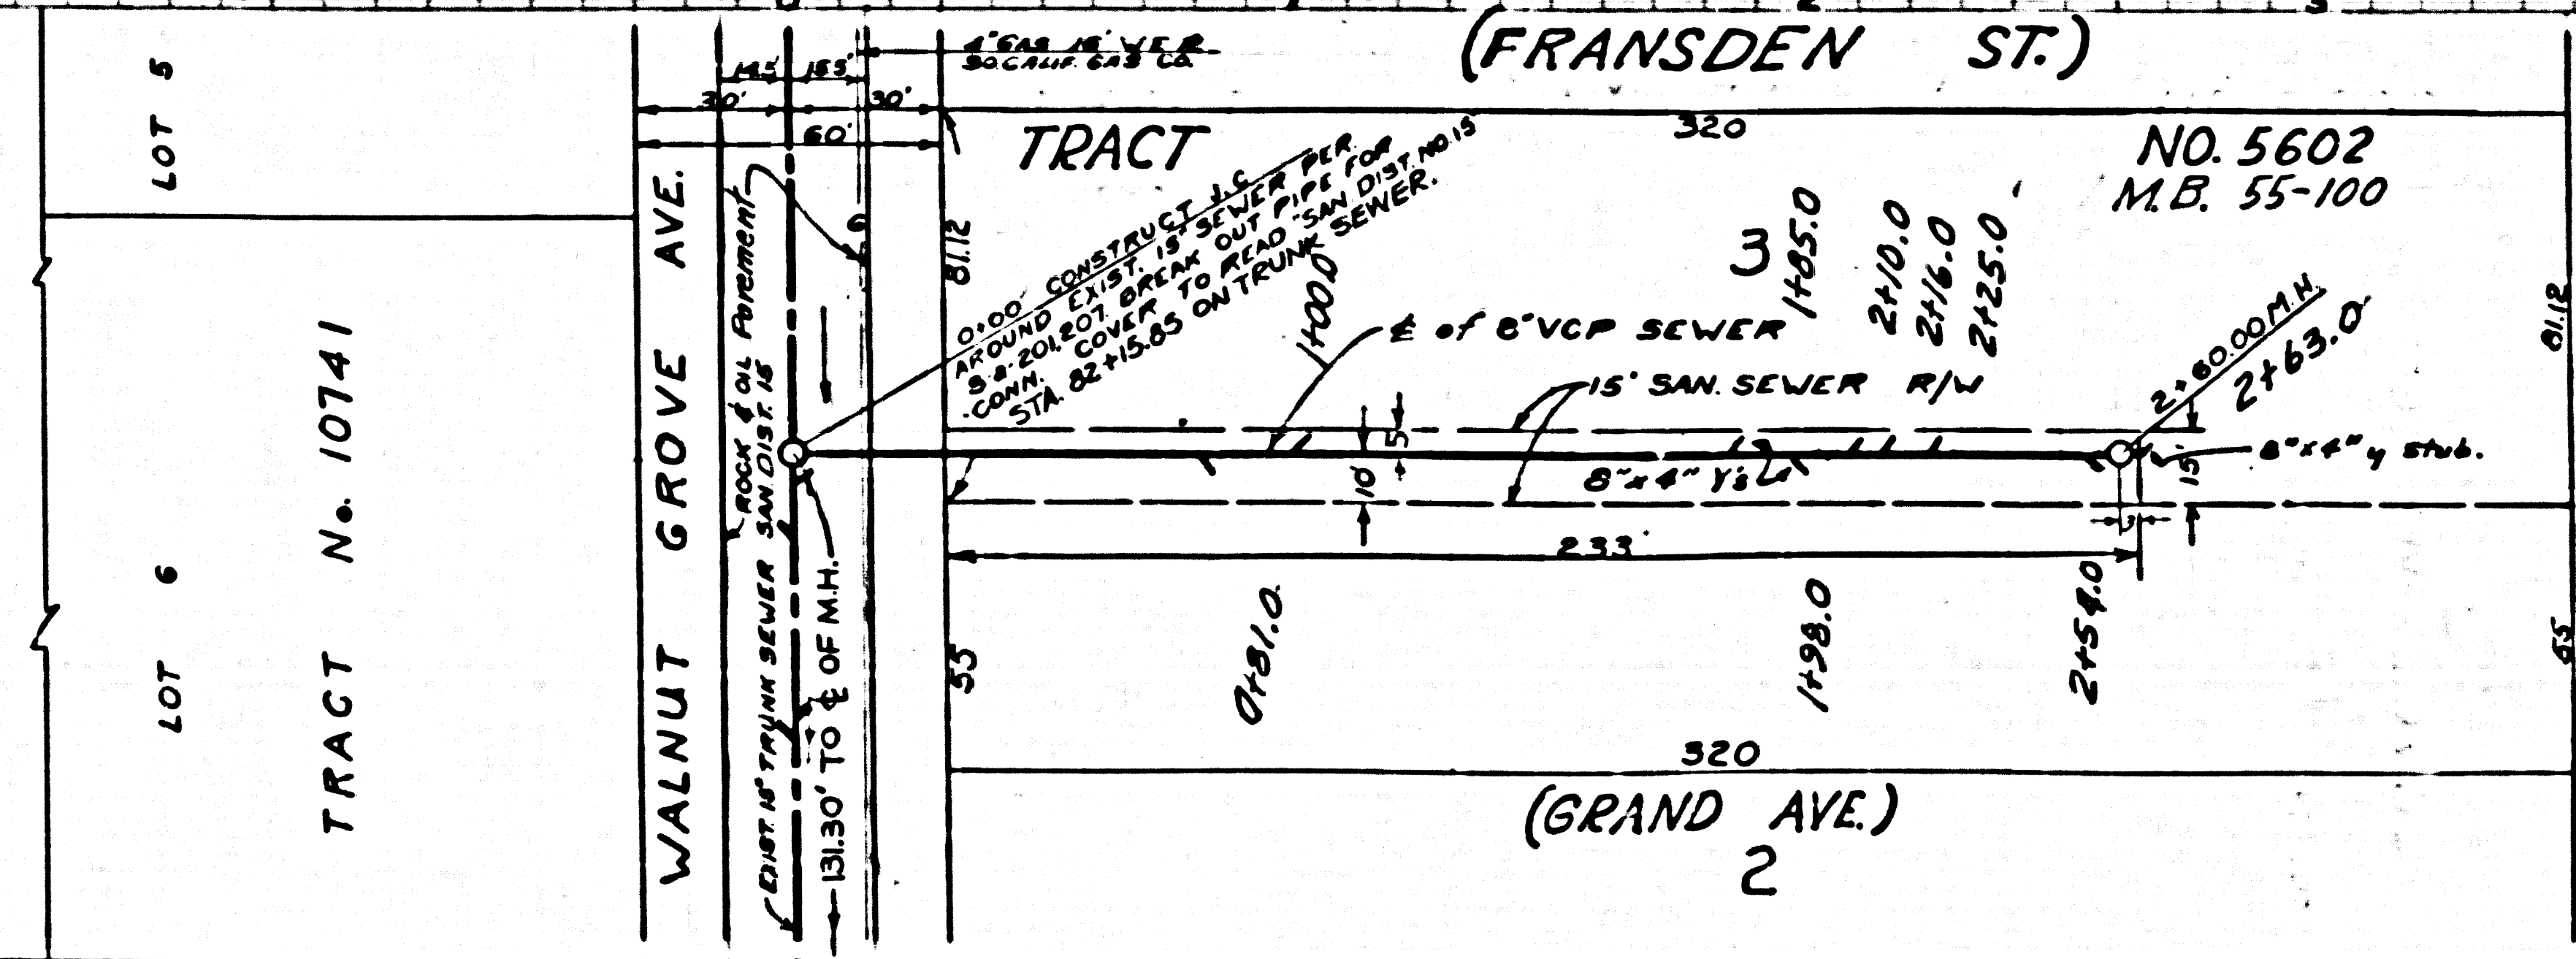 (FRANSDEN ST.)
4" GAS 16' W E R
SO. CALIF. GAS CO.
14.5' 15.5'
30' 30'
60'
320
TRACT
NO. 5602
M.B. 55-100
LOT 5
LOT 6
TRACT No. 10741
WALNUT GROVE AVE.
ROCK & OIL Pavement
SAN DIST. 15
EXIST. 15" TRUNK SEWER
131.30' TO ℄ OF M.H.
6
81.12
0+00 CONSTRUCT J.C.
AROUND EXIST. 15" SEWER PER
S-a-201,207. BREAK OUT PIPE FOR
CONN. COVER TO READ "SAN. DIST. NO. 15
STA. 82+15.85 ON TRUNK SEWER.
1+00.0
3
1+85.0
2+10.0
2+16.0
2+25.0
℄ of 8" VCP SEWER
15' SAN. SEWER R/W
2+60.00 M.H.
2+63.0
81.12
5'
10'
8"x4" Y's
8"x4" y stub.
15'
3'
233'
0+81.0
1+98.0
2+54.0
55
55
320
(GRAND AVE.)
2